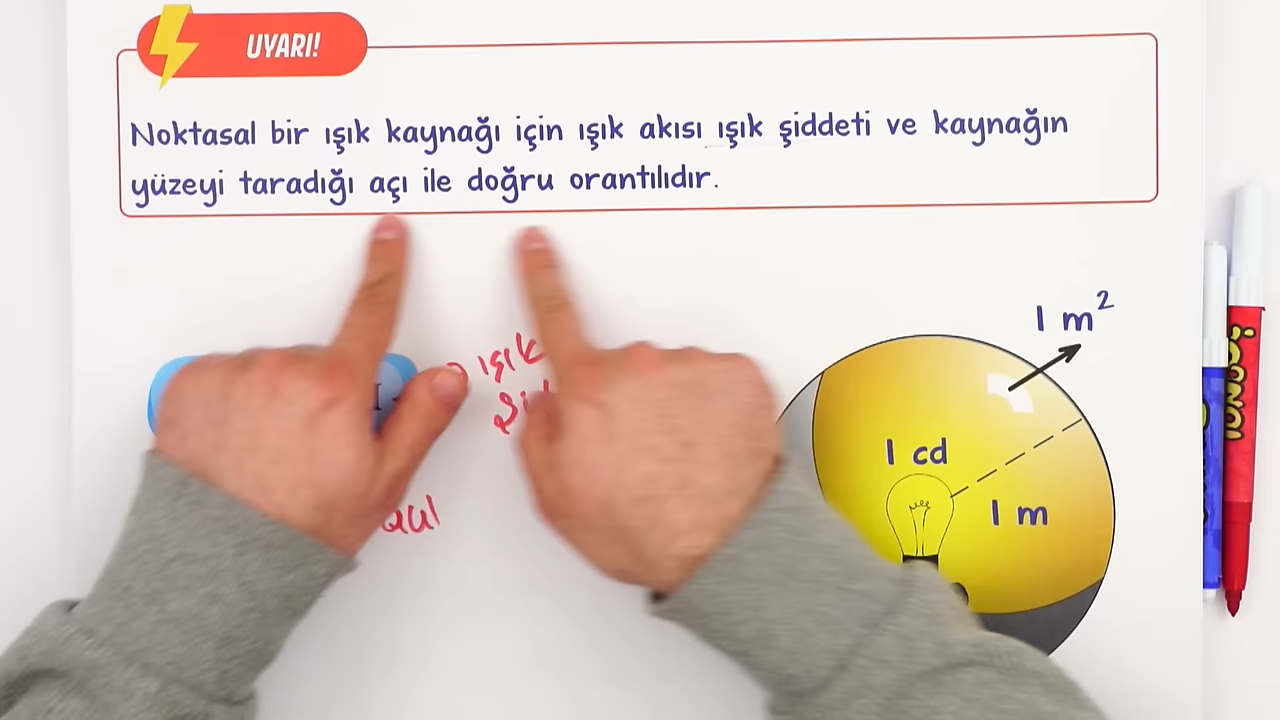 UYARI!
Noktasal bir ışık kaynağı için ışık akısı ışık şiddeti ve kaynağın
yüzeyi taradığı açı ile doğru orantılıdır.
1 m²
ışık
1 cd
1 m